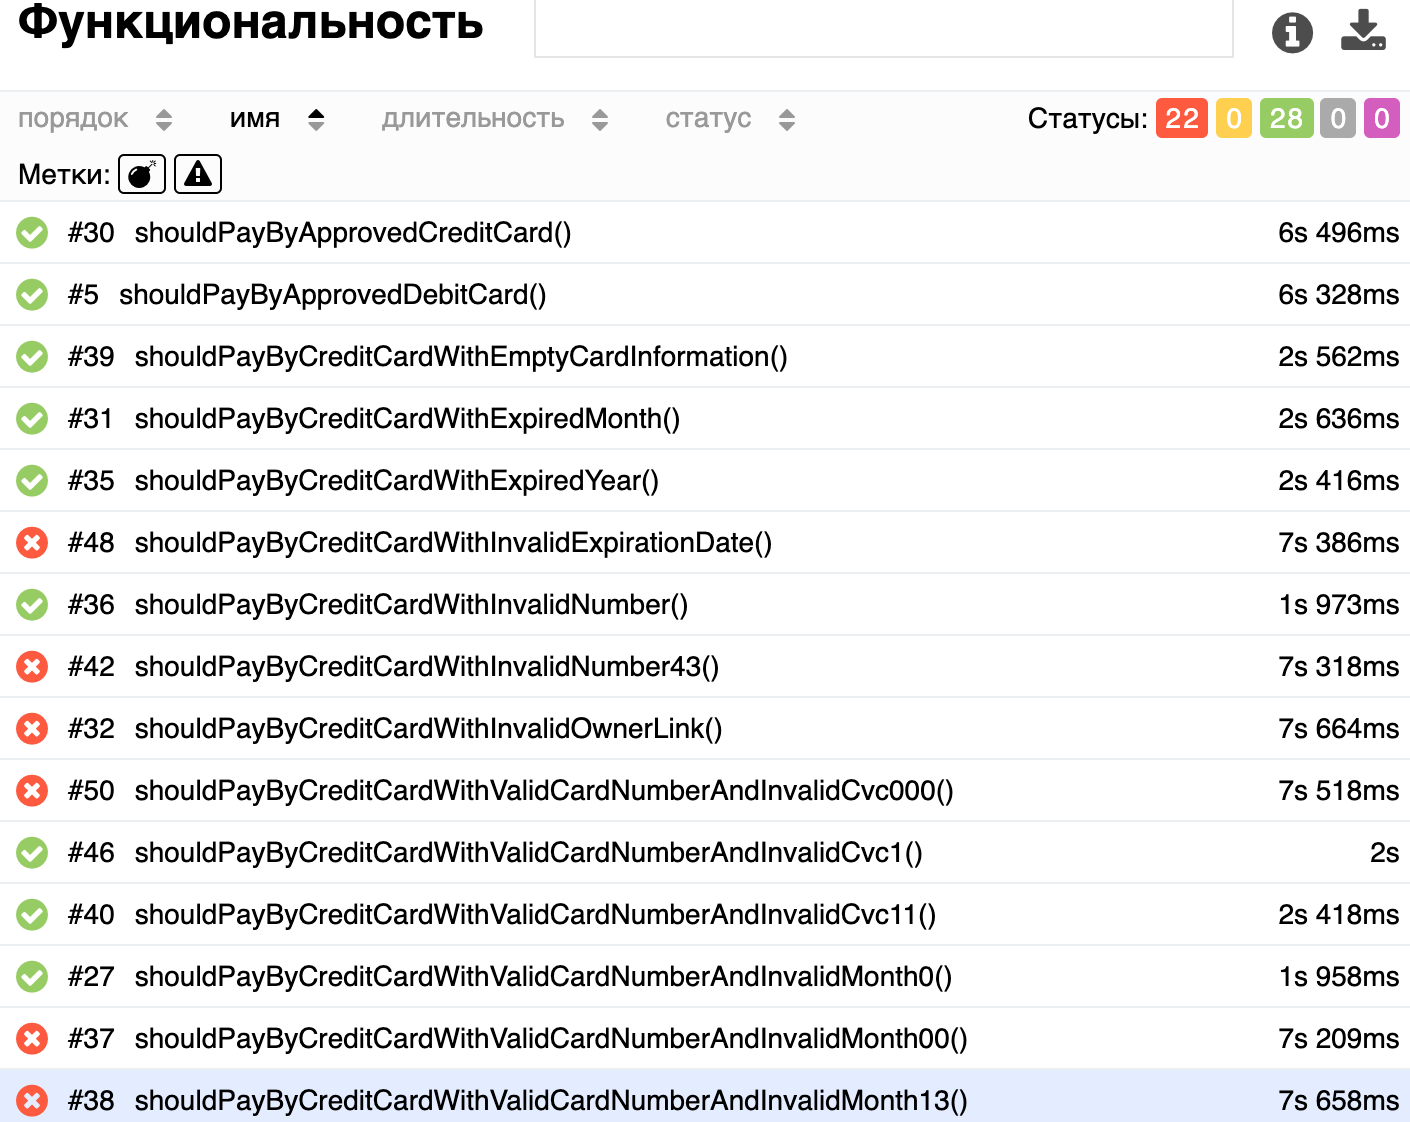 Функциональность
порядок имя длительность статус Статусы: 22 0 28 0 0
Метки:
#30 shouldPayByApprovedCreditCard() 6s 496ms
#5 shouldPayByApprovedDebitCard() 6s 328ms
#39 shouldPayByCreditCardWithEmptyCardInformation() 2s 562ms
#31 shouldPayByCreditCardWithExpiredMonth() 2s 636ms
#35 shouldPayByCreditCardWithExpiredYear() 2s 416ms
#48 shouldPayByCreditCardWithInvalidExpirationDate() 7s 386ms
#36 shouldPayByCreditCardWithInvalidNumber() 1s 973ms
#42 shouldPayByCreditCardWithInvalidNumber43() 7s 318ms
#32 shouldPayByCreditCardWithInvalidOwnerLink() 7s 664ms
#50 shouldPayByCreditCardWithValidCardNumberAndInvalidCvc000() 7s 518ms
#46 shouldPayByCreditCardWithValidCardNumberAndInvalidCvc1() 2s
#40 shouldPayByCreditCardWithValidCardNumberAndInvalidCvc11() 2s 418ms
#27 shouldPayByCreditCardWithValidCardNumberAndInvalidMonth0() 1s 958ms
#37 shouldPayByCreditCardWithValidCardNumberAndInvalidMonth00() 7s 209ms
#38 shouldPayByCreditCardWithValidCardNumberAndInvalidMonth13() 7s 658ms